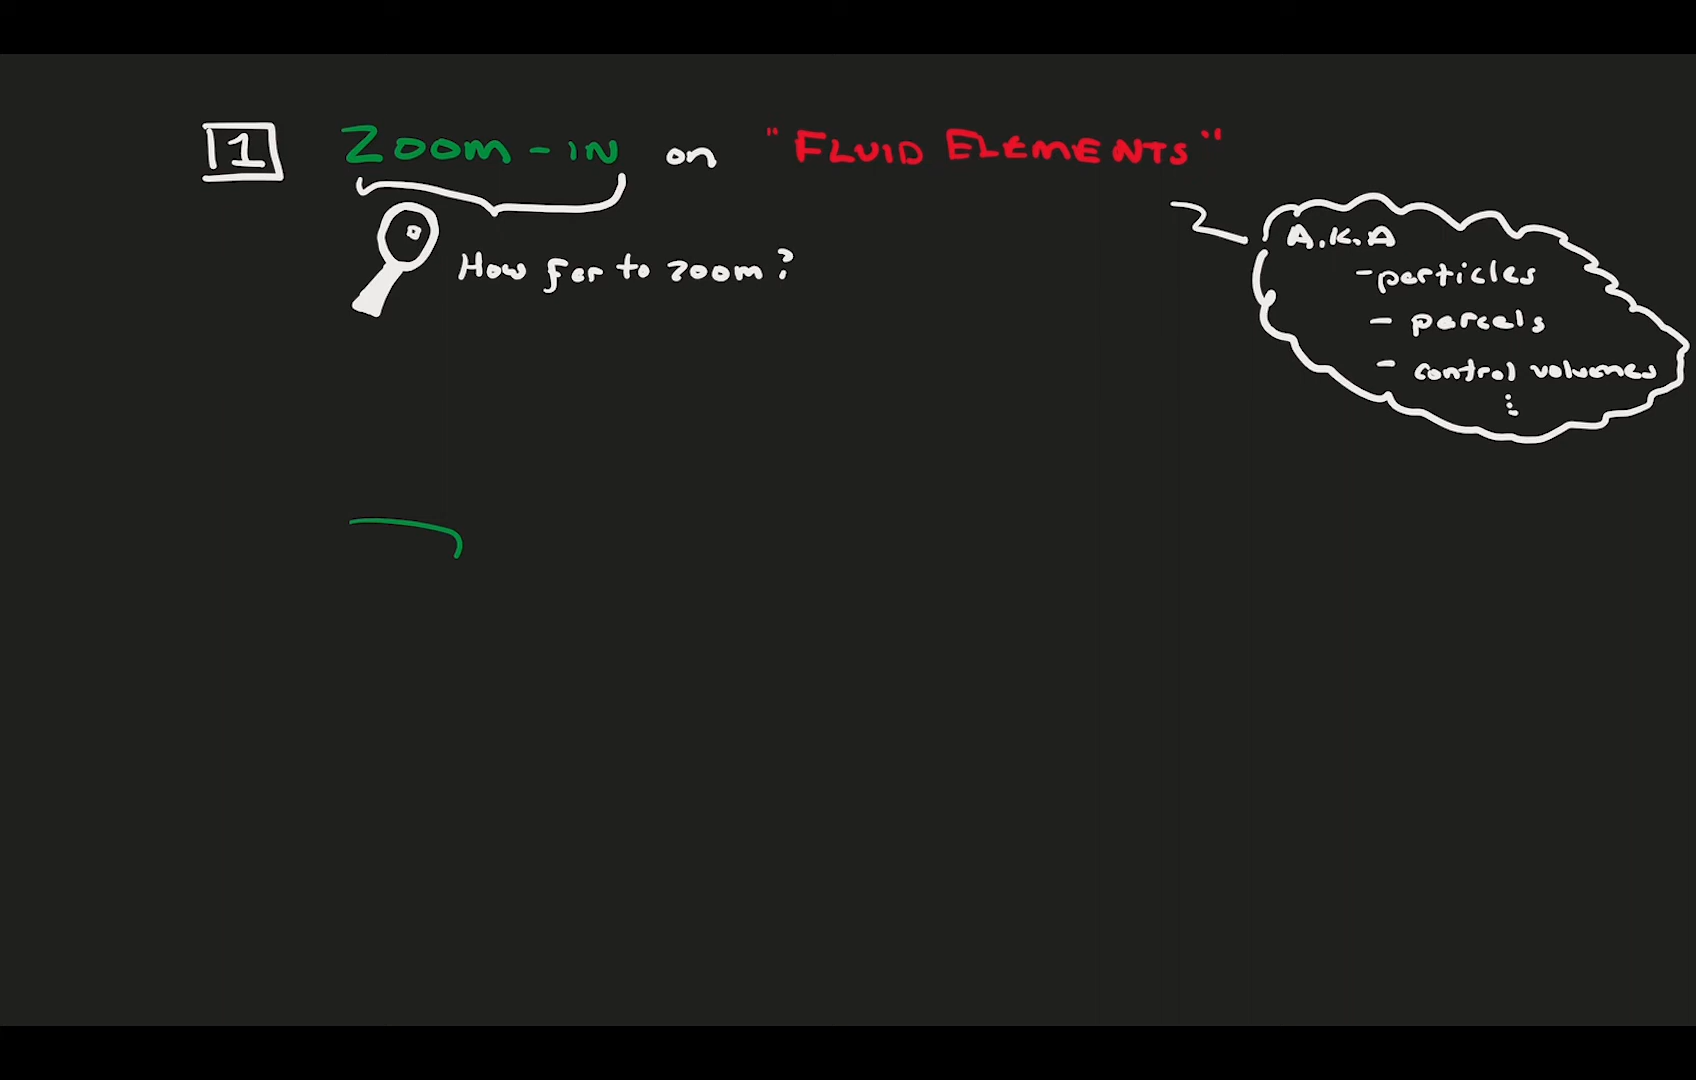 1 Zoom-in on "Fluid Elements"
How far to zoom?
A.K.A
- particles
- parcels
- control volumes
⋮